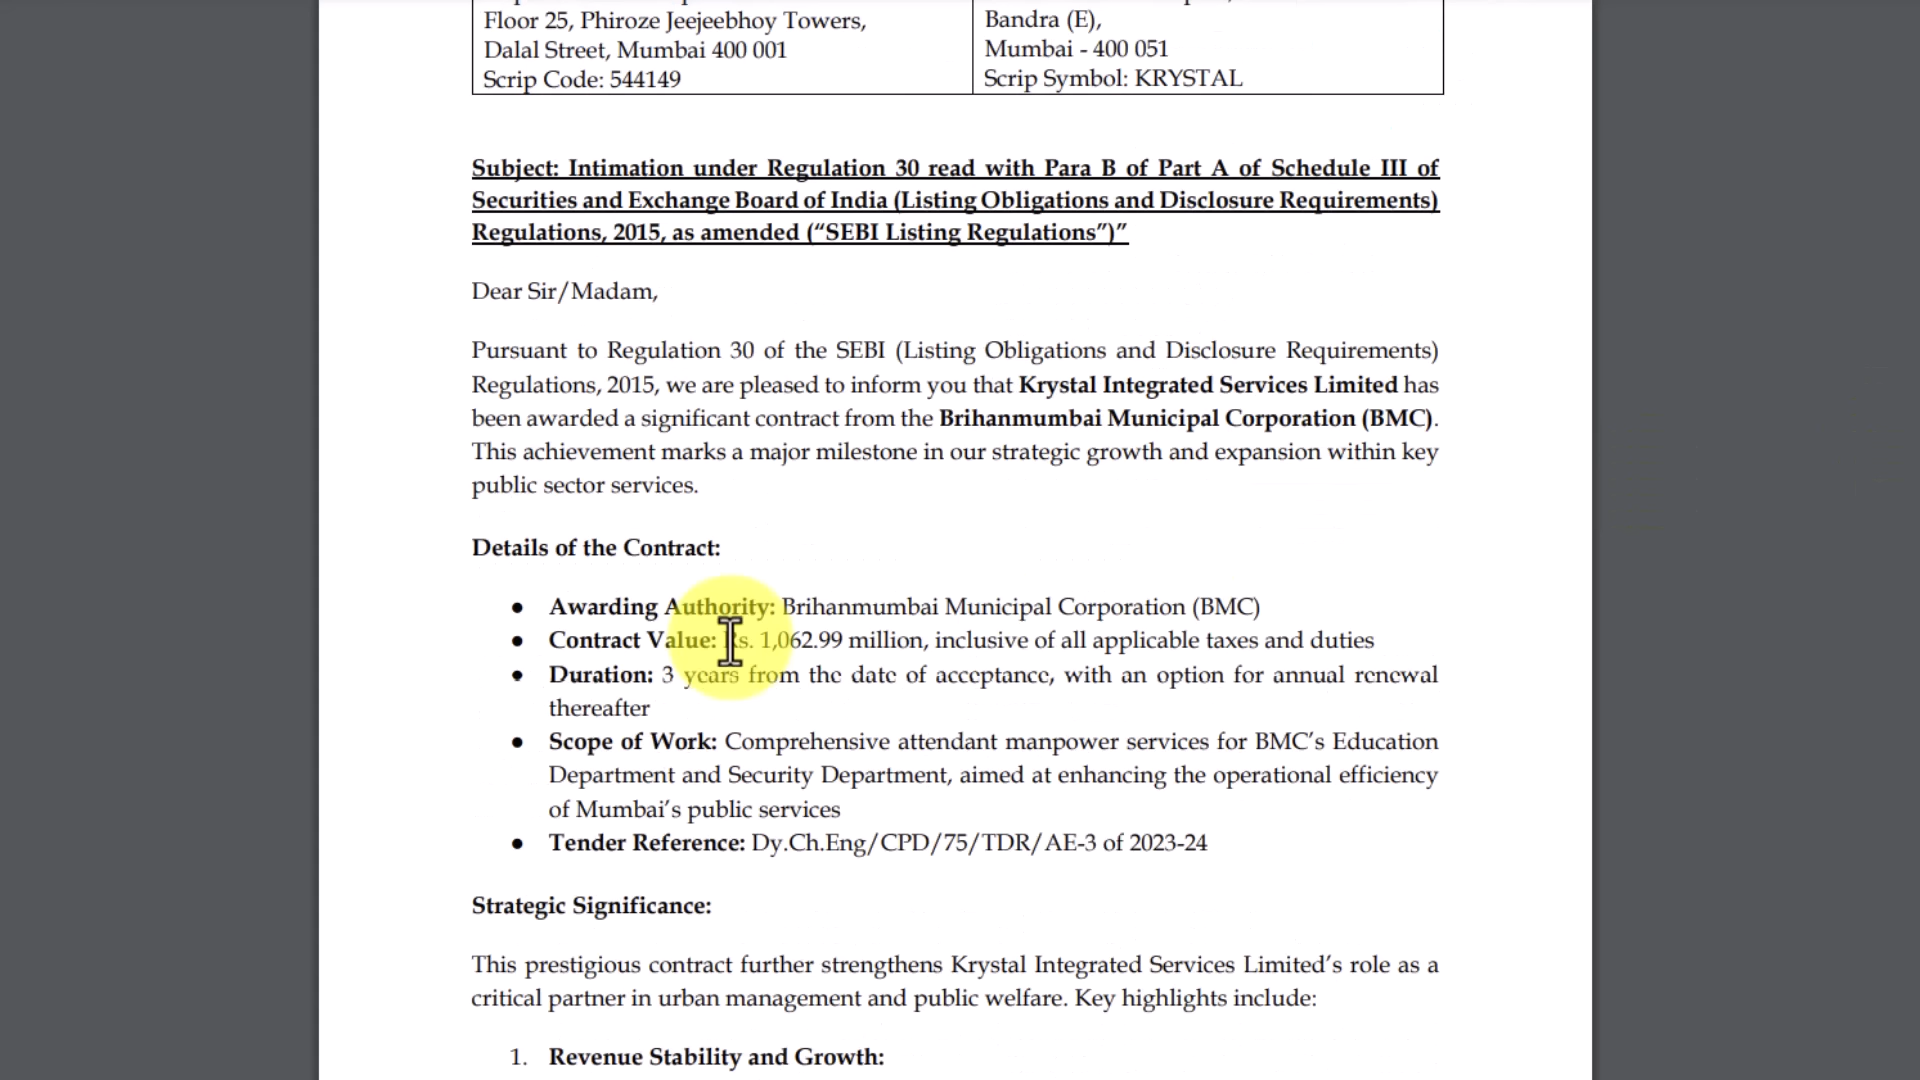 Floor 25, Phiroze Jeejeebhoy Towers,
Dalal Street, Mumbai 400 001
Scrip Code: 544149
Bandra (E),
Mumbai - 400 051
Scrip Symbol: KRYSTAL
Subject: Intimation under Regulation 30 read with Para B of Part A of Schedule III of
Securities and Exchange Board of India (Listing Obligations and Disclosure Requirements)
Regulations, 2015, as amended (“SEBI Listing Regulations”)”
Dear Sir/Madam,
Pursuant to Regulation 30 of the SEBI (Listing Obligations and Disclosure Requirements)
Regulations, 2015, we are pleased to inform you that Krystal Integrated Services Limited has
been awarded a significant contract from the Brihanmumbai Municipal Corporation (BMC).
This achievement marks a major milestone in our strategic growth and expansion within key
public sector services.
Details of the Contract:
● Awarding Authority: Brihanmumbai Municipal Corporation (BMC)
● Contract Value: Rs. 1,062.99 million, inclusive of all applicable taxes and duties
● Duration: 3 years from the date of acceptance, with an option for annual renewal
thereafter
● Scope of Work: Comprehensive attendant manpower services for BMC’s Education
Department and Security Department, aimed at enhancing the operational efficiency
of Mumbai’s public services
● Tender Reference: Dy.Ch.Eng/CPD/75/TDR/AE-3 of 2023-24
Strategic Significance:
This prestigious contract further strengthens Krystal Integrated Services Limited’s role as a
critical partner in urban management and public welfare. Key highlights include:
1. Revenue Stability and Growth: